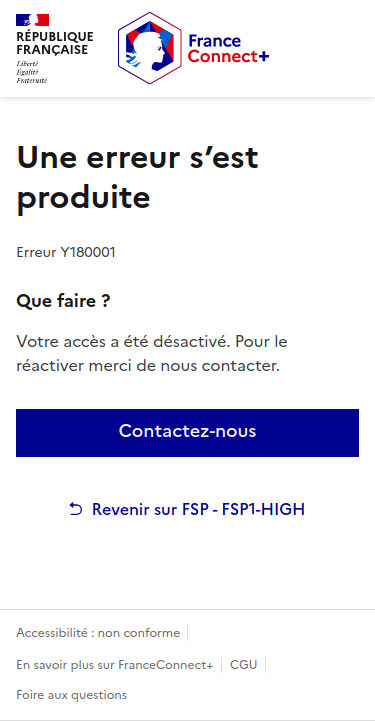 RÉPUBLIQUE
FRANÇAISE
Liberté
Égalité
Fraternité
France
Connect+
Une erreur s’est
produite
Erreur Y180001
Que faire ?
Votre accès a été désactivé. Pour le
réactiver merci de nous contacter.
Contactez-nous
Revenir sur FSP - FSP1-HIGH
Accessibilité : non conforme
En savoir plus sur FranceConnect+ CGU
Foire aux questions